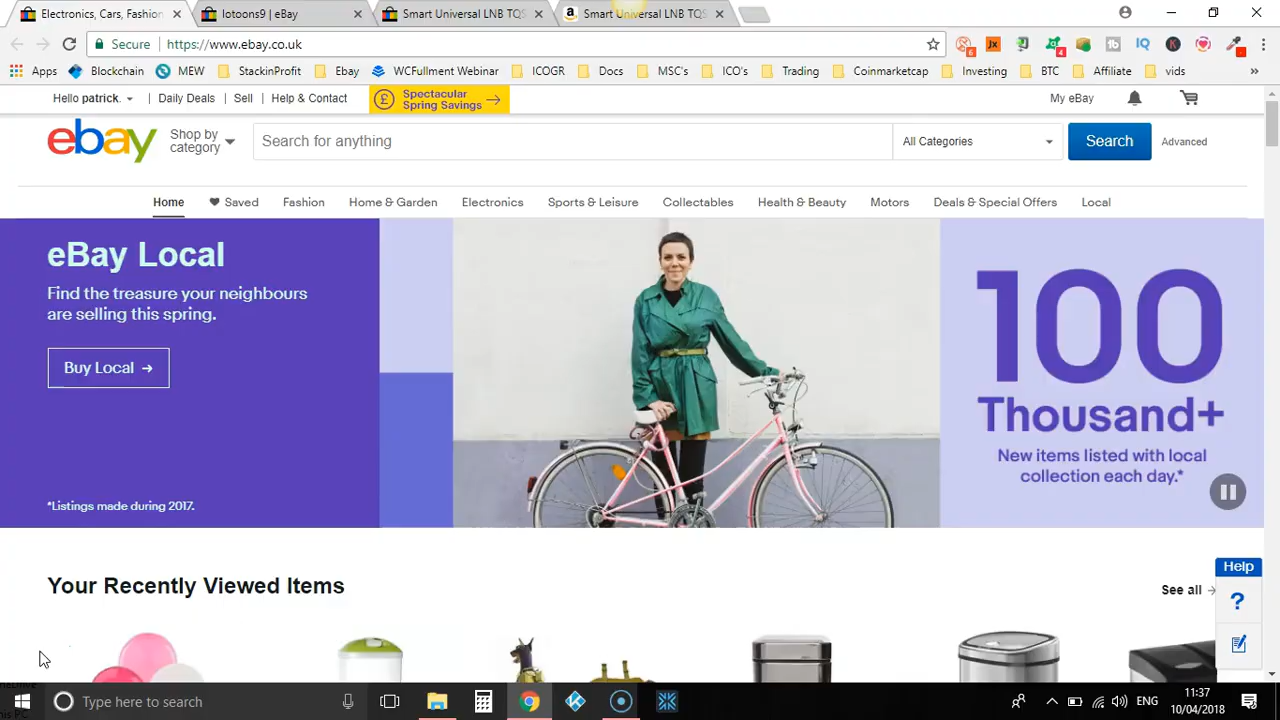 Electronics, Cars, Fashion
lotoons9 | eBay
Smart Universal LNB TQS
Smart Universal LNB TQS
Secure
https://www.ebay.co.uk
Apps
Blockchain
MEW
StackinProfit
Ebay
WCFullment Webinar
ICOGR
Docs
MSC's
ICO's
Trading
Coinmarketcap
Investing
BTC
Affiliate
vids
»
Hello patrick.
Daily Deals
Sell
Help & Contact
Spectacular
Spring Savings
My eBay
ebay
Shop by
category
Search for anything
All Categories
Search
Advanced
Home
Saved
Fashion
Home & Garden
Electronics
Sports & Leisure
Collectables
Health & Beauty
Motors
Deals & Special Offers
Local
eBay Local
Find the treasure your neighbours
are selling this spring.
Buy Local
*Listings made during 2017.
100
Thousand+
New items listed with local
collection each day.*
Your Recently Viewed Items
See all
Help
?
Type here to search
ENG
11:37
10/04/2018